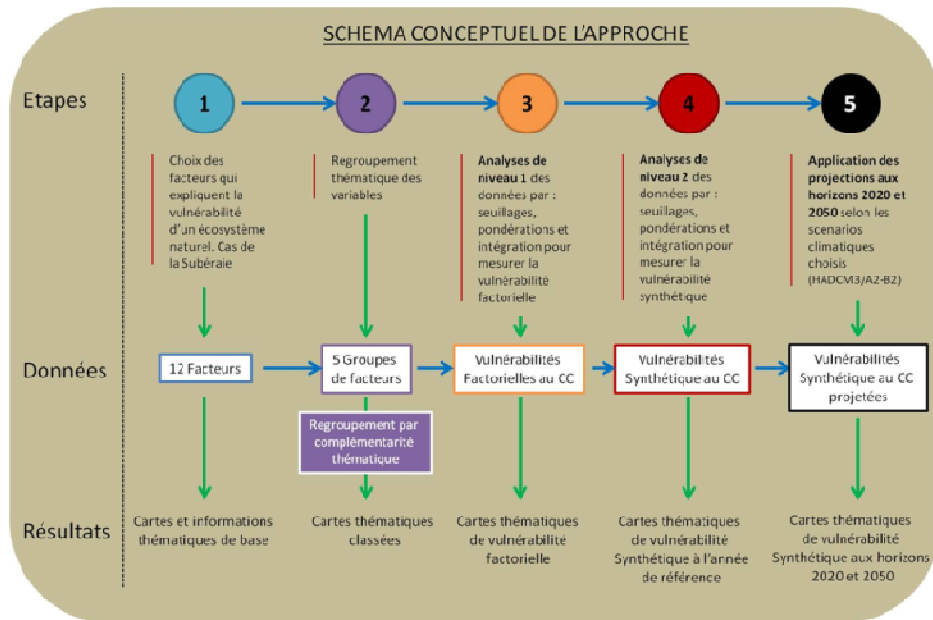 SCHEMA CONCEPTUEL DE L'APPROCHE
Etapes
1
2
3
4
5
Choix des
facteurs qui
expliquent la
vulnérabilité
d'un écosystème
naturel. Cas de
la Subéraie
Regroupement
thématique des
variables
Analyses de
niveau 1 des
données par :
seuillages,
pondérations et
intégration pour
mesurer la
vulnérabilité
factorielle
Analyses de
niveau 2 des
données par :
seuillages,
pondérations et
intégration pour
mesurer la
vulnérabilité
synthétique
Application des
projections aux
horizons 2020 et
2050 selon les
scenarios
climatiques
choisis
(HADCM3/A2-B2)
Données
12 Facteurs
5 Groupes
de facteurs
Vulnérabilités
Factorielles au CC
Vulnérabilités
Synthétique au CC
Vulnérabilités
Synthétique au CC
projetées
Regroupement par
complémentarité
thématique
Résultats
Cartes et informations
thématiques de base
Cartes thématiques
classées
Cartes thématiques
de vulnérabilité
factorielle
Cartes thématiques
de vulnérabilité
Synthétique à l'année
de référence
Cartes thématiques
de vulnérabilité
Synthétique aux horizons
2020 et 2050